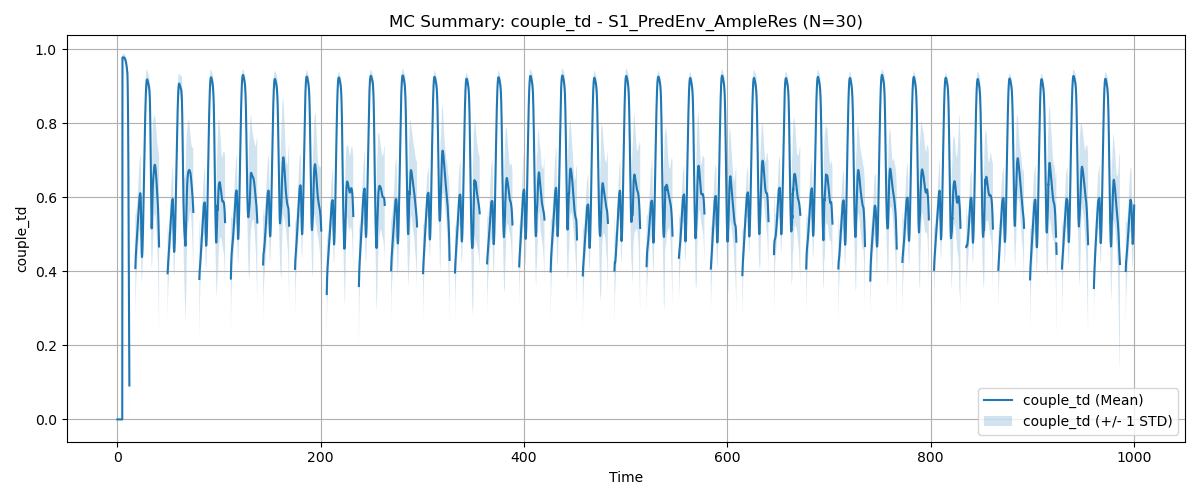 MC Summary: couple_td - S1_PredEnv_AmpleRes (N=30)
couple_td
1.0
0.8
0.6
0.4
0.2
0.0
couple_td (Mean)
couple_td (+/- 1 STD)
0 200 400 600 800 1000
Time